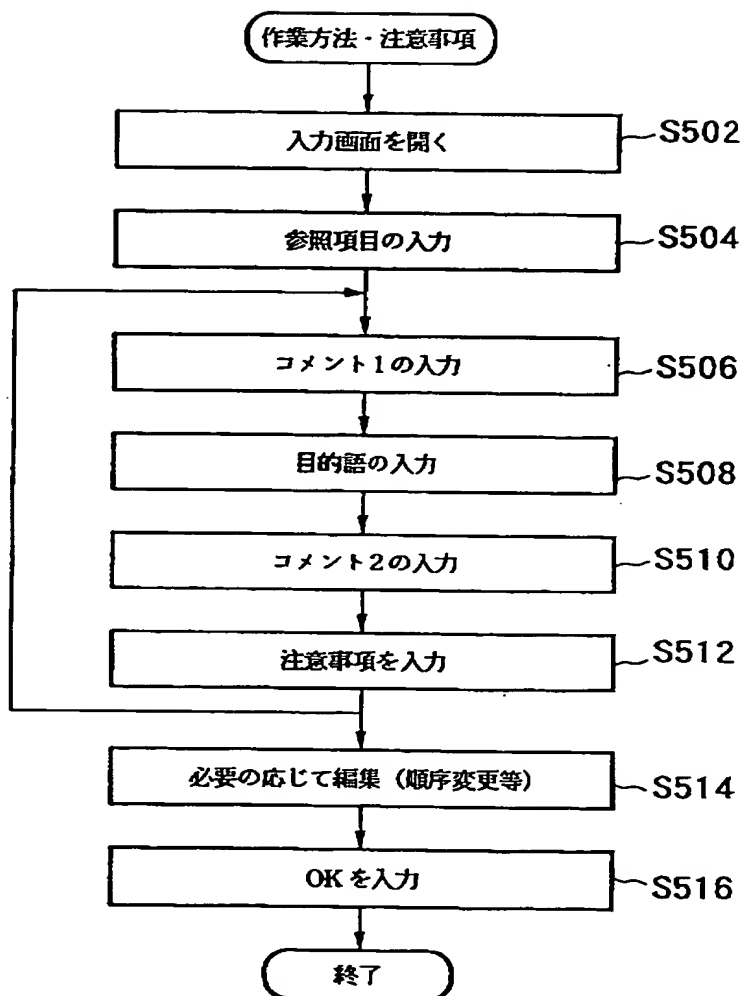 作業方法・注意事項
入力画面を開く
S502
参照項目の入力
S504
コメント1の入力
S506
目的語の入力
S508
コメント2の入力
S510
注意事項を入力
S512
必要の応じて編集（順序変更等）
S514
OKを入力
S516
終了